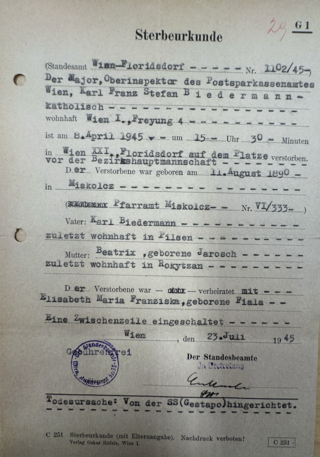 29
G 1
Sterbeurkunde
(Standesamt Wien-Floridsdorf - - - - - Nr. 1102/45-,
Der Major, Oberinspektor des Postsparkassenamtes
Wien, Karl Franz Stefan B i e d e r m a n n -
katholisch - - - - - - - - - - - - - -
wohnhaft Wien I., Freyung 4 - - - - - - -
ist am 8. April 1945 - - um 15 - Uhr 30 - Minuten
in Wien XXI., Floridsdorf auf dem Platze verstorben.
vor der Bezirkshauptmannschaft - - - - -
D er Verstorbene war geboren am 11. August 1890 -
in Miskolcz - - - - - - - - - - - -
Pfarramt Miskolcz-- Nr. VI/333- )
Vater: Karl Biedermann - - - - - - - -
zuletzt wohnhaft in Pilsen - - - - - -
Mutter: Beatrix, geborene Jarosch - - - -
zuletzt wohnhaft in Rokytzan - - - - -
D er Verstorbene war — verheiratet mit -
Elisabeth Maria Franziska, geborene Fiala - -
Eine Zwischenzeile eingeschaltet - - - -
Wien , den 23. Juli 1945
Gebührenfrei
Der Standesbeamte
Todesursache: Von der SS(Gestapo)hingerichtet.
C 251 Sterbeurkunde (mit Elternangabe). Nachdruck verboten!
C 251